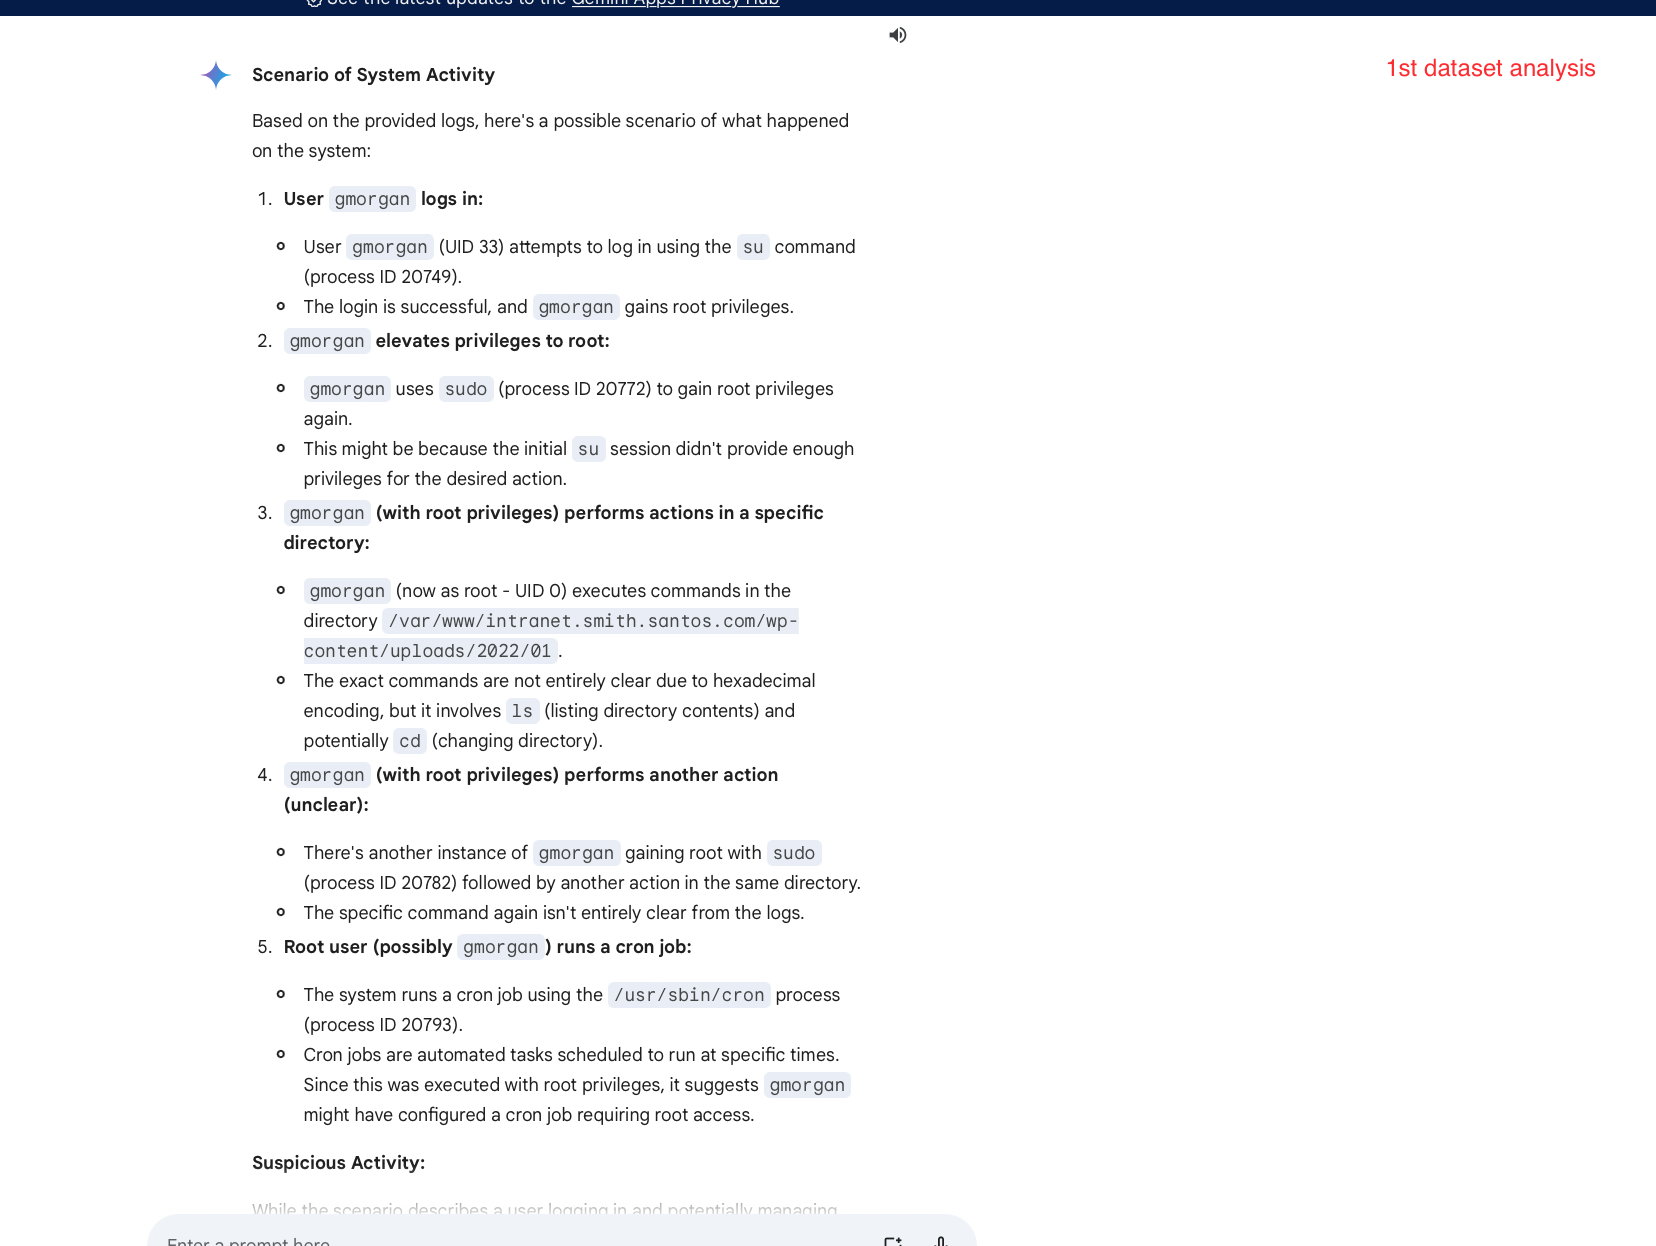 See the latest updates to the Gemini Apps Privacy Hub
1st dataset analysis
Scenario of System Activity
Based on the provided logs, here's a possible scenario of what happened
on the system:
1. User gmorgan logs in:
User gmorgan (UID 33) attempts to log in using the su command
(process ID 20749).
The login is successful, and gmorgan gains root privileges.
2. gmorgan elevates privileges to root:
gmorgan uses sudo (process ID 20772) to gain root privileges
again.
This might be because the initial su session didn't provide enough
privileges for the desired action.
3. gmorgan (with root privileges) performs actions in a specific
directory:
gmorgan (now as root - UID 0) executes commands in the
directory /var/www/intranet.smith.santos.com/wp-
content/uploads/2022/01.
The exact commands are not entirely clear due to hexadecimal
encoding, but it involves ls (listing directory contents) and
potentially cd (changing directory).
4. gmorgan (with root privileges) performs another action
(unclear):
There's another instance of gmorgan gaining root with sudo
(process ID 20782) followed by another action in the same directory.
The specific command again isn't entirely clear from the logs.
5. Root user (possibly gmorgan) runs a cron job:
The system runs a cron job using the /usr/sbin/cron process
(process ID 20793).
Cron jobs are automated tasks scheduled to run at specific times.
Since this was executed with root privileges, it suggests gmorgan
might have configured a cron job requiring root access.
Suspicious Activity:
While the scenario describes a user logging in and potentially managing
Enter a prompt here